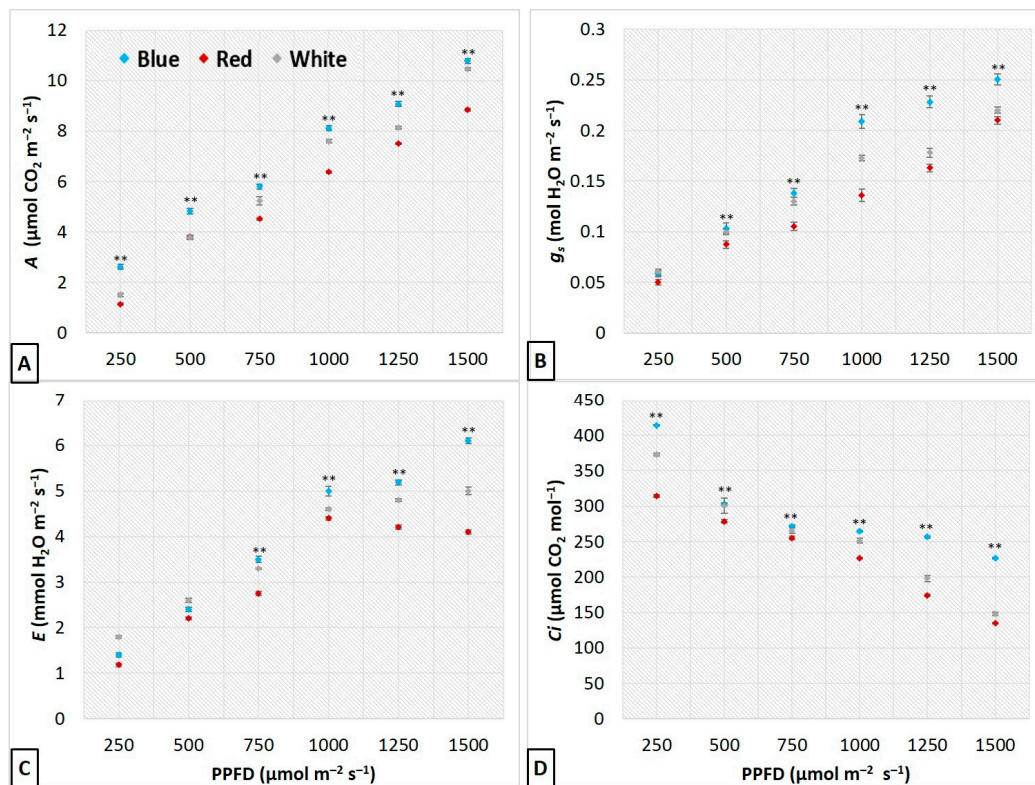 A (μmol CO₂ m⁻² s⁻¹)
12
10
8
6
4
2
0
Blue Red White
** ** ** ** ** **
250 500 750 1000 1250 1500
A
gs (mol H₂O m⁻² s⁻¹)
0.3
0.25
0.2
0.15
0.1
0.05
0
** ** ** ** **
250 500 750 1000 1250 1500
B
E (mmol H₂O m⁻² s⁻¹)
7
6
5
4
3
2
1
0
** ** ** **
250 500 750 1000 1250 1500
PPFD (μmol m⁻² s⁻¹)
C
Ci (μmol CO₂ mol⁻¹)
450
400
350
300
250
200
150
100
50
0
** ** ** ** ** **
250 500 750 1000 1250 1500
PPFD (μmol m⁻² s⁻¹)
D